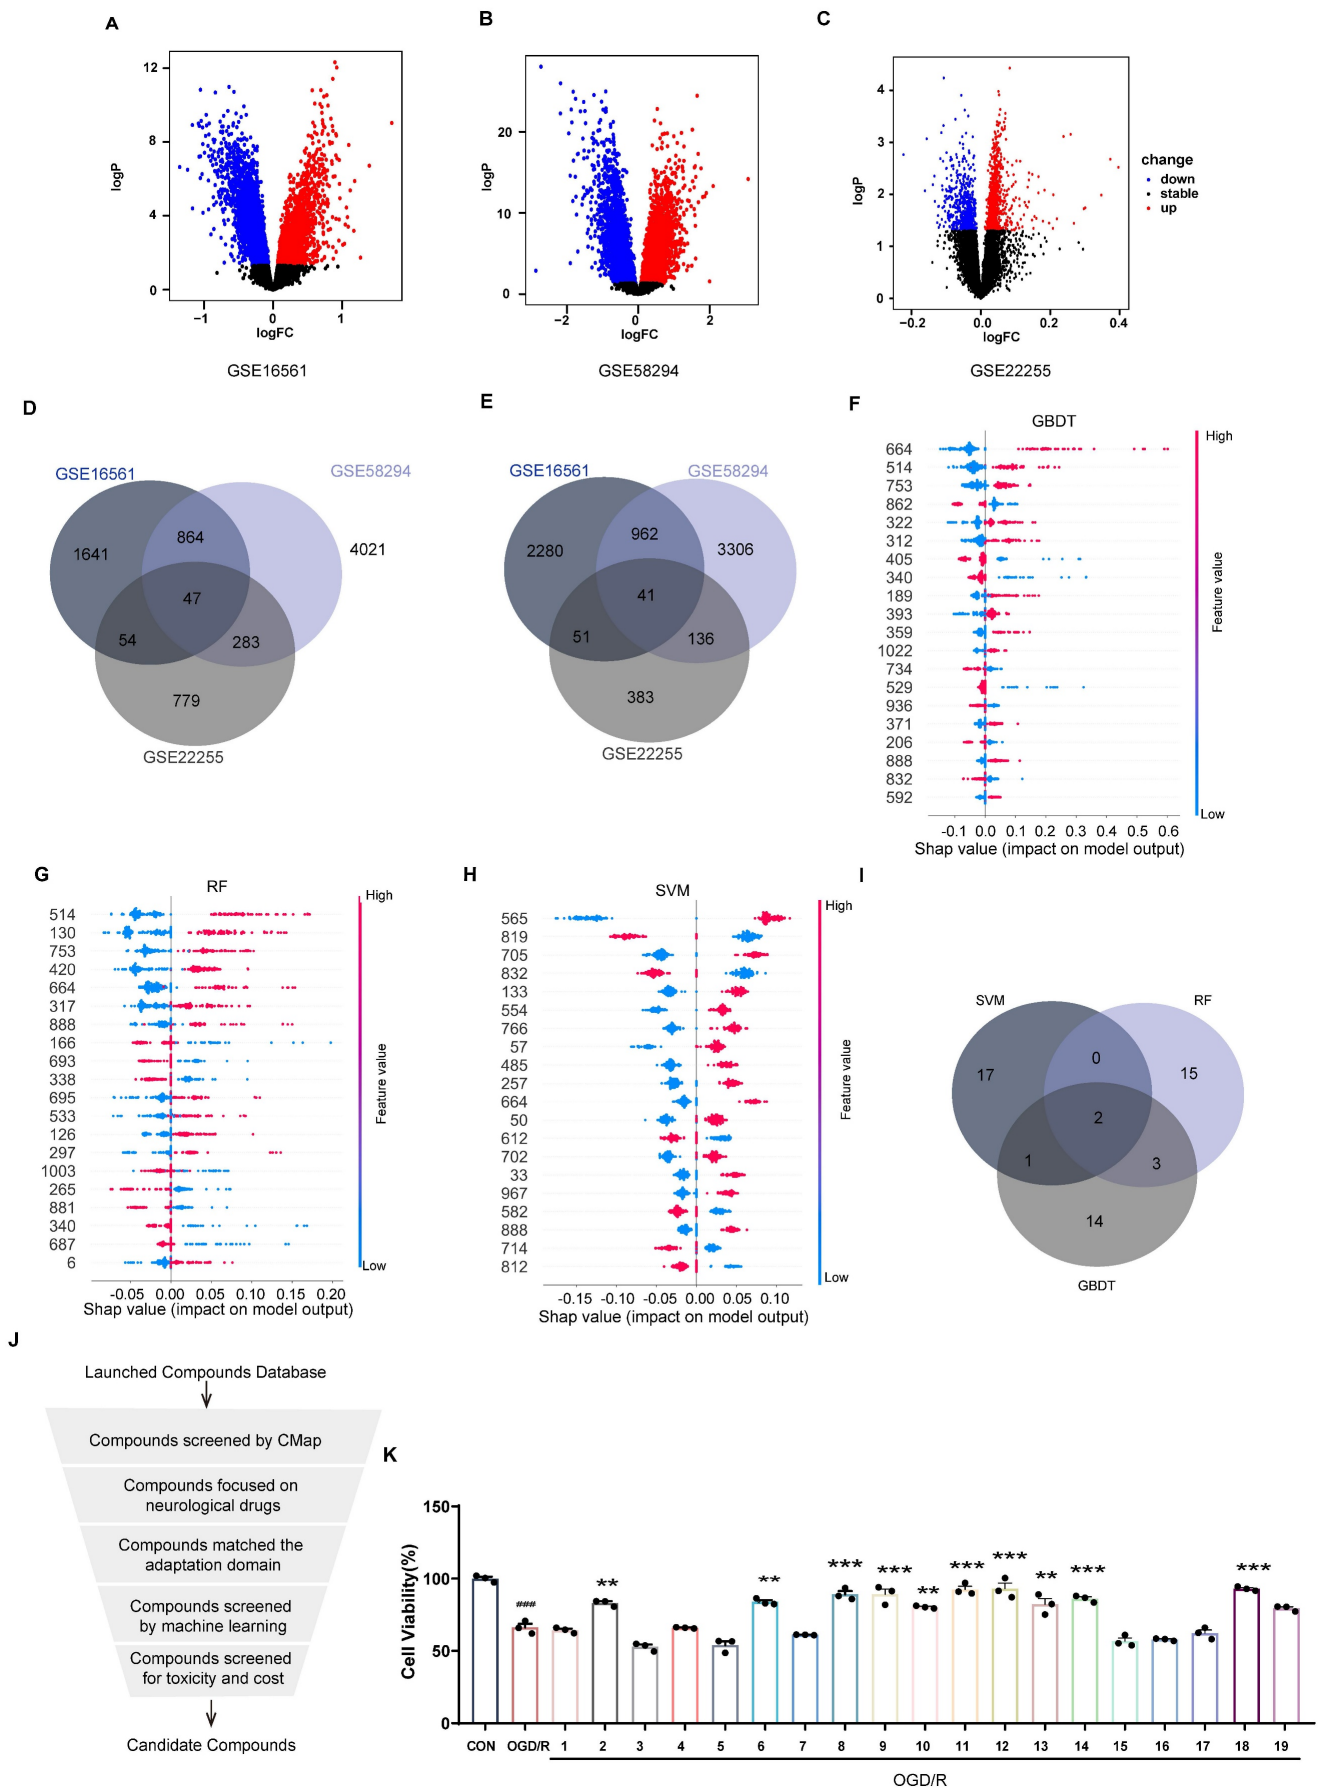 A
B
C
12
8
4
0
logP
−1
0
1
logFC
GSE16561
20
10
0
logP
−2
0
2
logFC
GSE58294
4
3
2
1
0
logP
−0.2
0.0
0.2
0.4
logFC
GSE22255
change
down
stable
up
D
GSE16561
GSE58294
1641
864
4021
47
54
283
779
GSE22255
E
GSE16561
GSE58294
2280
962
3306
41
51
136
383
GSE22255
F
GBDT
664
514
753
862
322
312
405
340
189
393
359
1022
734
529
936
371
206
888
832
592
-0.1 0.0 0.1 0.2 0.3 0.4 0.5 0.6
Shap value (impact on model output)
High
Feature value
Low
G
RF
514
130
753
420
664
317
888
166
693
338
695
533
126
297
1003
265
881
340
687
6
-0.05 0.00 0.05 0.10 0.15 0.20
Shap value (impact on model output)
High
Feature value
Low
H
SVM
565
819
705
832
133
554
766
57
485
257
664
50
612
702
33
967
582
888
714
812
-0.15 -0.10 -0.05 0.00 0.05 0.10
Shap value (impact on model output)
High
Feature value
Low
I
SVM
RF
17
0
15
2
1
3
14
GBDT
J
Launched Compounds Database
Compounds screened by CMap
Compounds focused on
neurological drugs
Compounds matched the
adaptation domain
Compounds screened
by machine learning
Compounds screened
for toxicity and cost
Candidate Compounds
K
150
100
50
0
Cell Viability(%)
###
**
**
***
***
**
***
***
**
***
***
CON OGD/R 1 2 3 4 5 6 7 8 9 10 11 12 13 14 15 16 17 18 19
OGD/R